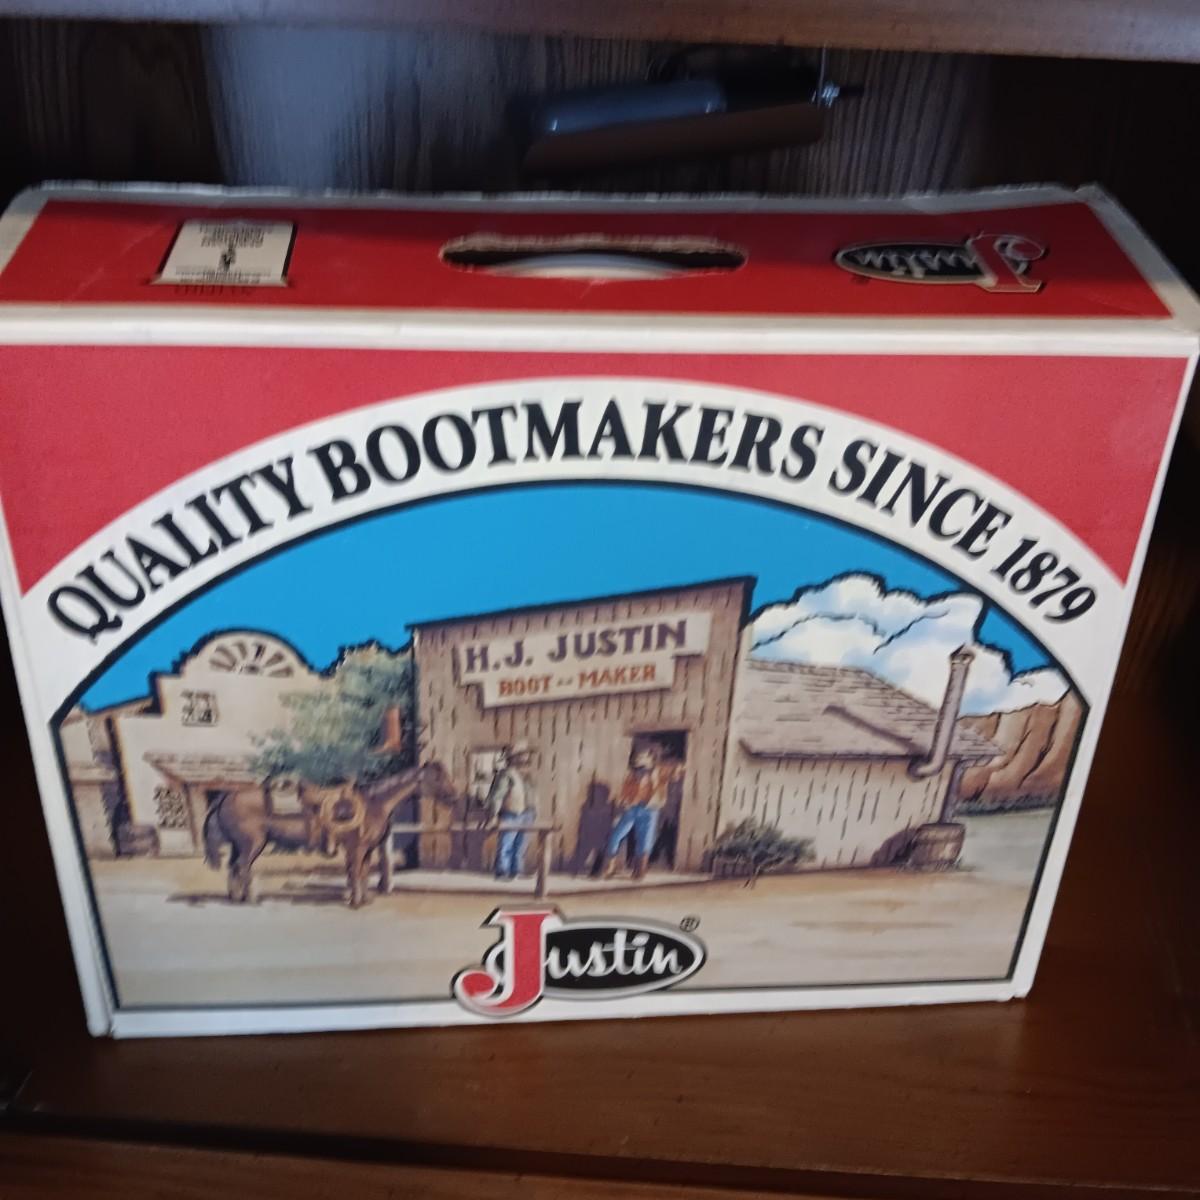 Justin
QUALITY BOOTMAKERS SINCE 1879
H.J. JUSTIN
BOOT -- MAKER
Justin®